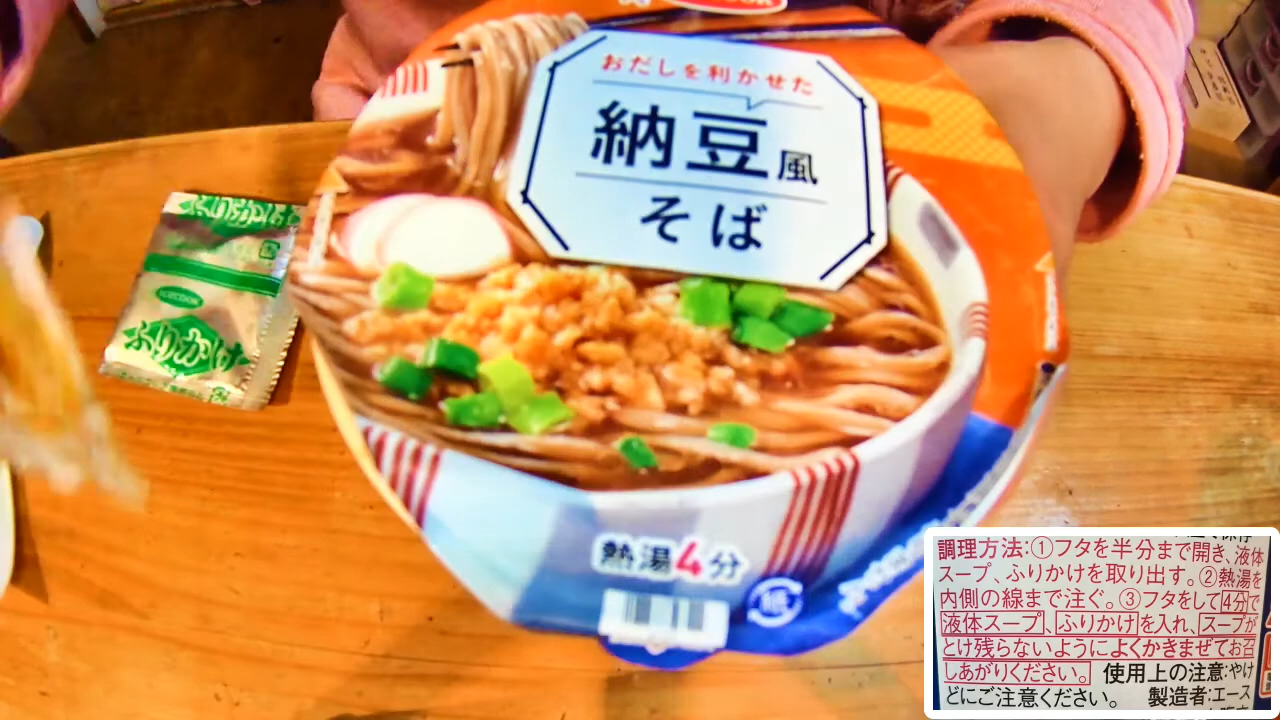 おだしを利かせた
納豆風
そば
熱湯4分
紙
ふりかけ
ACECOOK
ふりかけ
調理方法:①フタを半分まで開き、液体
スープ、ふりかけを取り出す。②熱湯を
内側の線まで注ぐ。③フタをして4分で
液体スープ、ふりかけを入れ、スープが
とけ残らないようによくかきまぜてお召
しあがりください。 使用上の注意:やけ
どにご注意ください。 製造者:エース